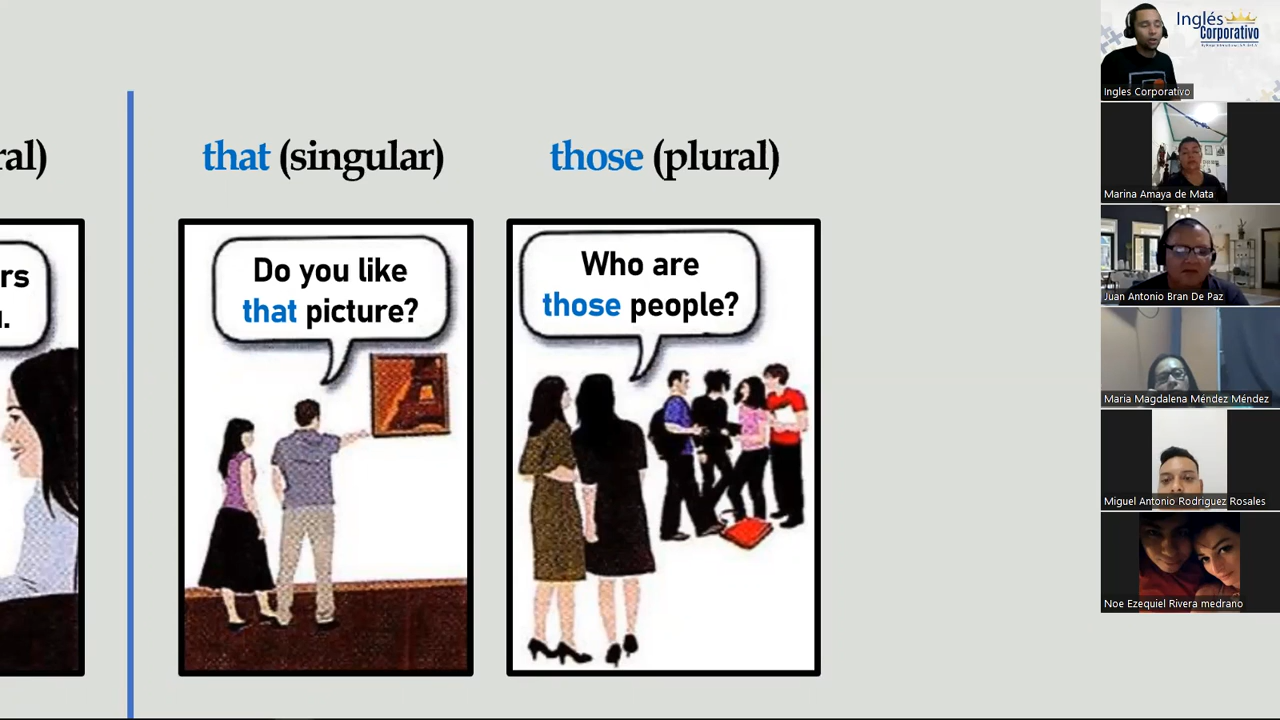 ral)
that (singular)
those (plural)
rs
Do you like
that picture?
Who are
those people?
Inglés
Corporativo
Ingles Corporativo
Marina Amaya de Mata
Juan Antonio Bran De Paz
Maria Magdalena Méndez Méndez
Miguel Antonio Rodriguez Rosales
Noe Ezequiel Rivera medrano